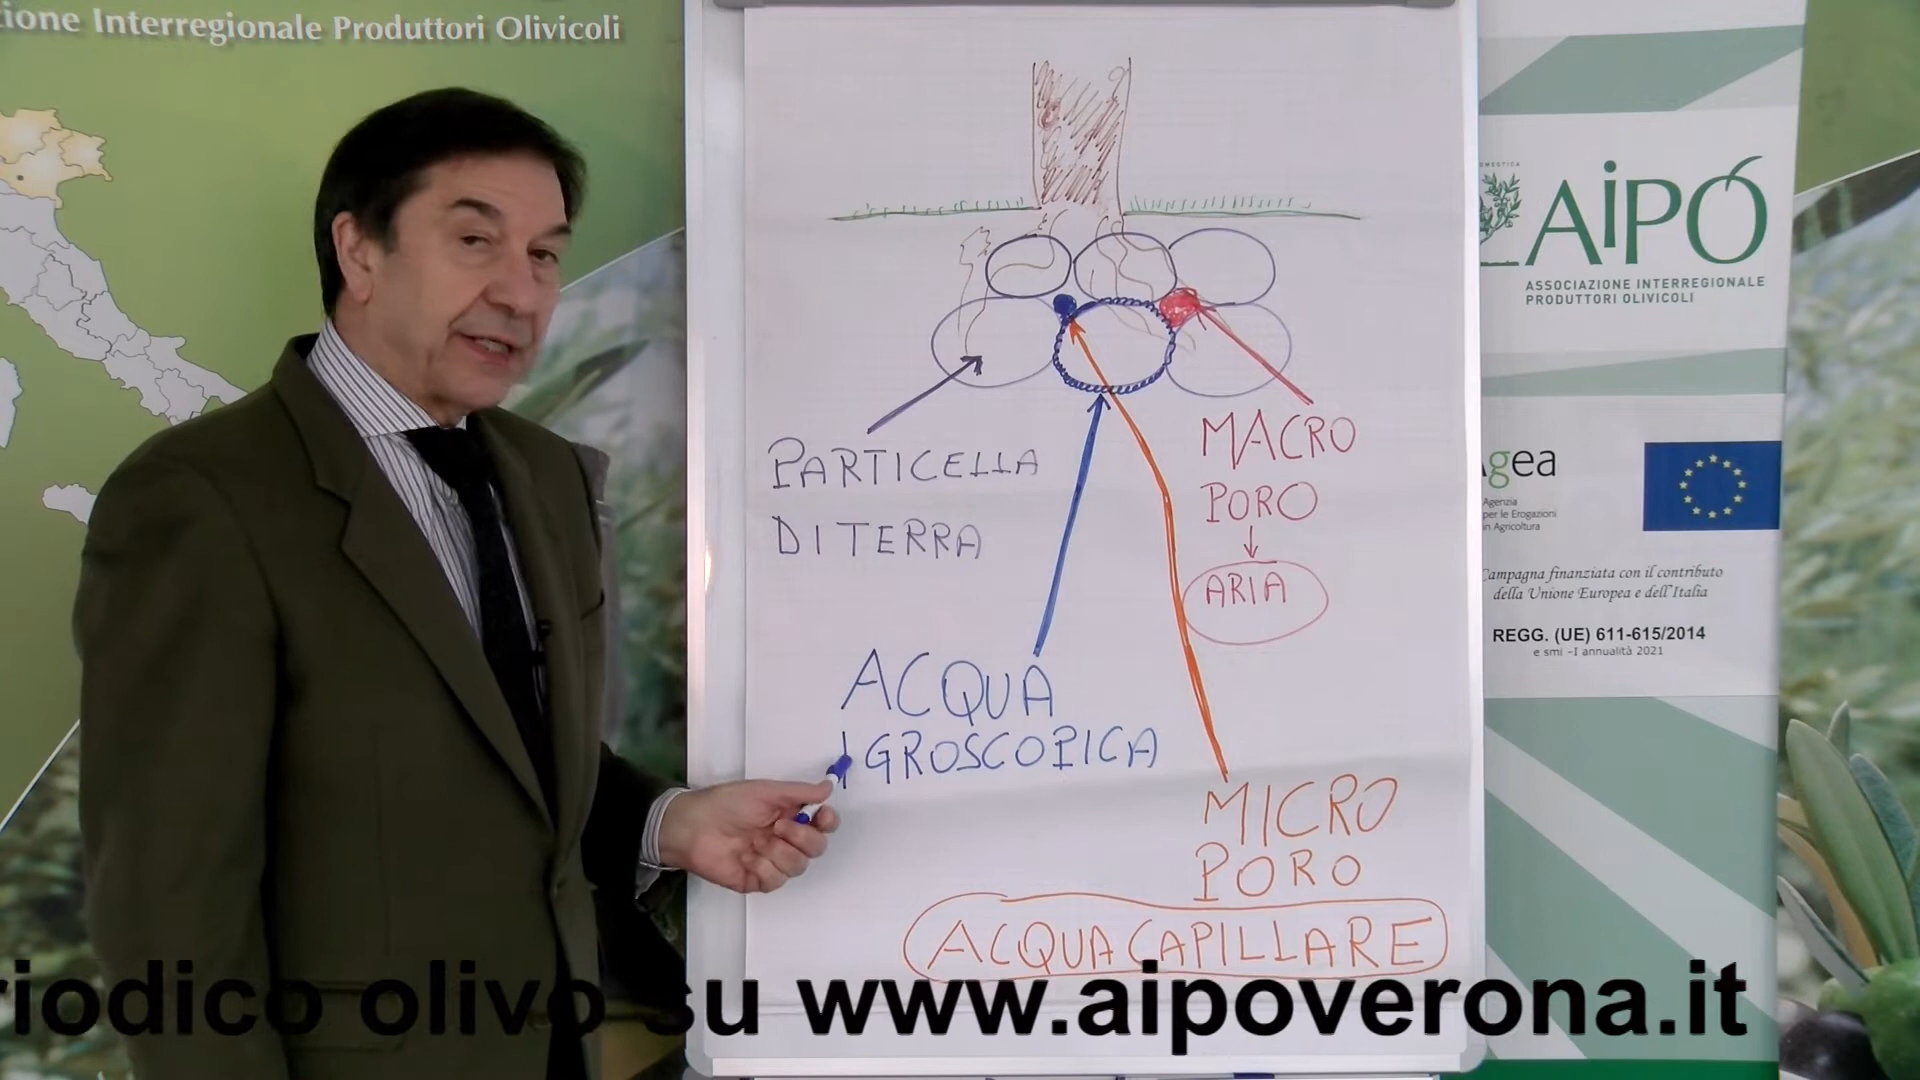 ione Interregionale Produttori Olivicoli
PARTICELLA
DI TERRA
MACRO
PORO
ARIA
ACQUA
IGROSCOPICA
MICRO
PORO
ACQUA CAPILLARE
AIPÓ
ASSOCIAZIONE INTERREGIONALE
PRODUTTORI OLIVICOLI
Agea
Agenzia
per le Erogazioni
in Agricoltura
Campagna finanziata con il contributo
della Unione Europea e dell'Italia
REGG. (UE) 611-615/2014
e smi -I annualità 2021
riodico olivo su www.aipoverona.it